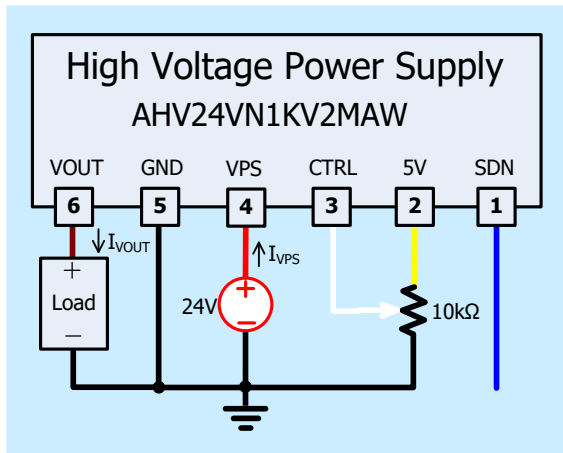 High Voltage Power Supply
AHV24VN1KV2MAW
VOUT GND VPS CTRL 5V SDN
6 5 4 3 2 1
IVOUT IVPS
+ +
Load 24V 10kΩ
− −